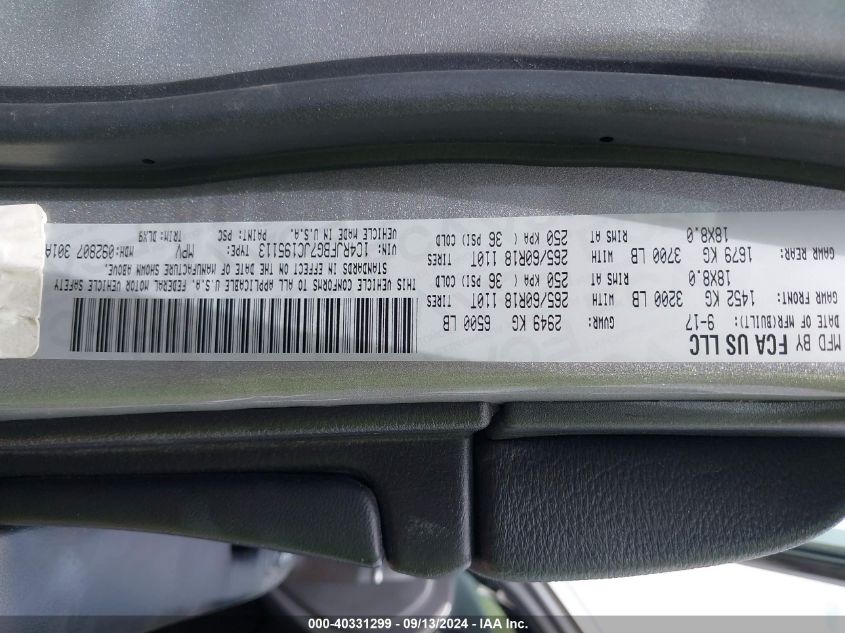 MFD BY FCA US LLC
DATE OF MFR(BUILT): 9-17 GVWR: 2949 KG 6500 LB
GAWR FRONT: 1452 KG 3200 LB WITH 265/60R18 110T TIRES
18X8.0 RIMS AT 250 KPA ( 36 PSI) COLD
GAWR REAR: 1679 KG 3700 LB WITH 265/60R18 110T TIRES
18X8.0 RIMS AT 250 KPA ( 36 PSI) COLD
THIS VEHICLE CONFORMS TO ALL APPLICABLE U.S.A. FEDERAL MOTOR VEHICLE SAFETY
STANDARDS IN EFFECT ON THE DATE OF MANUFACTURE SHOWN ABOVE.
VIN: 1C4RJFBG7JC195113 TYPE: MPV MDH: 092807 301A
VEHICLE MADE IN U.S.A. PAINT: PSC TRIM: DLX9
000-40331299 - 09/13/2024 - IAA Inc.